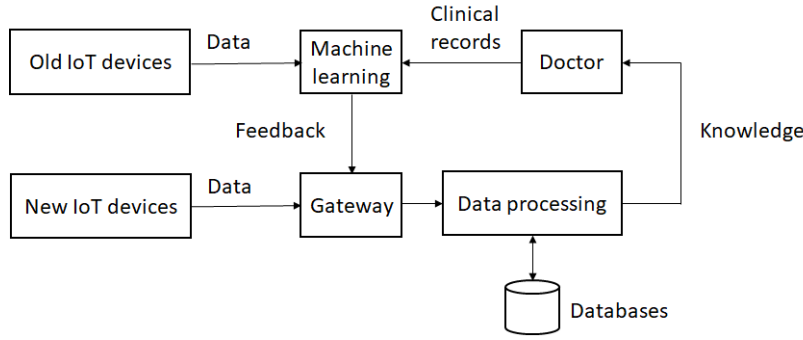 Clinical
records
Data
Old IoT devices
Machine
learning
Doctor
Feedback
Knowledge
Data
New IoT devices
Gateway
Data processing
Databases